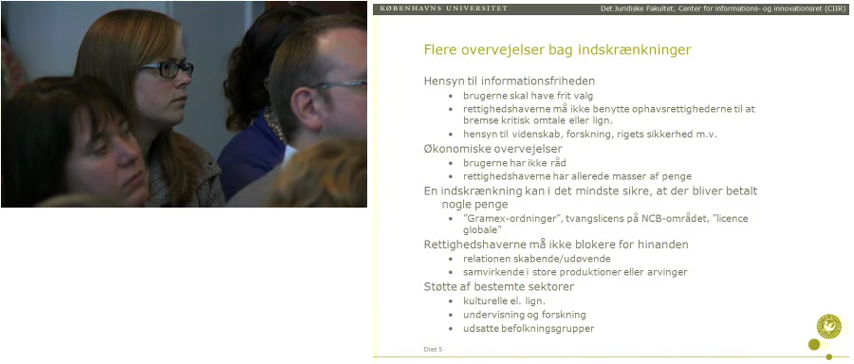 KØBENHAVNS UNIVERSITET
Det Juridiske Fakultet, Center for informations- og innovationsret (CIIR)
Flere overvejelser bag indskrænkninger
Hensyn til informationsfriheden
• brugerne skal have frit valg
• rettighedshaverne må ikke benytte ophavsrettighederne til at
bremse kritisk omtale eller lign.
• hensyn til videnskab, forskning, rigets sikkerhed m.v.
Økonomiske overvejelser
• brugerne har ikke råd
• rettighedshaverne har allerede masser af penge
En indskrænkning kan i det mindste sikre, at der bliver betalt
nogle penge
• "Gramex-ordninger", tvangslicens på NCB-området, "licence
globale"
Rettighedshaverne må ikke blokere for hinanden
• relationen skabende/udøvende
• samvirkende i store produktioner eller arvinger
Støtte af bestemte sektorer
• kulturelle el. lign.
• undervisning og forskning
• udsatte befolkningsgrupper
Dias 5